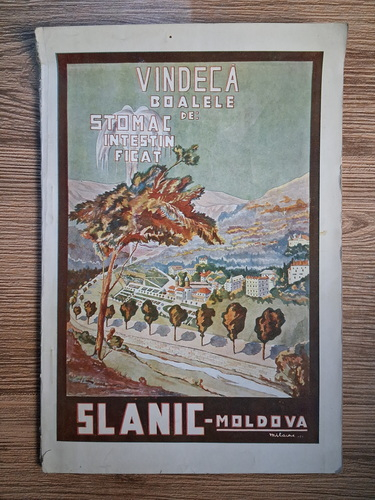 VINDECĂ
BOALELE
DE:
STOMAC
INTESTIN
FICAT
SLANIC-MOLDOVA